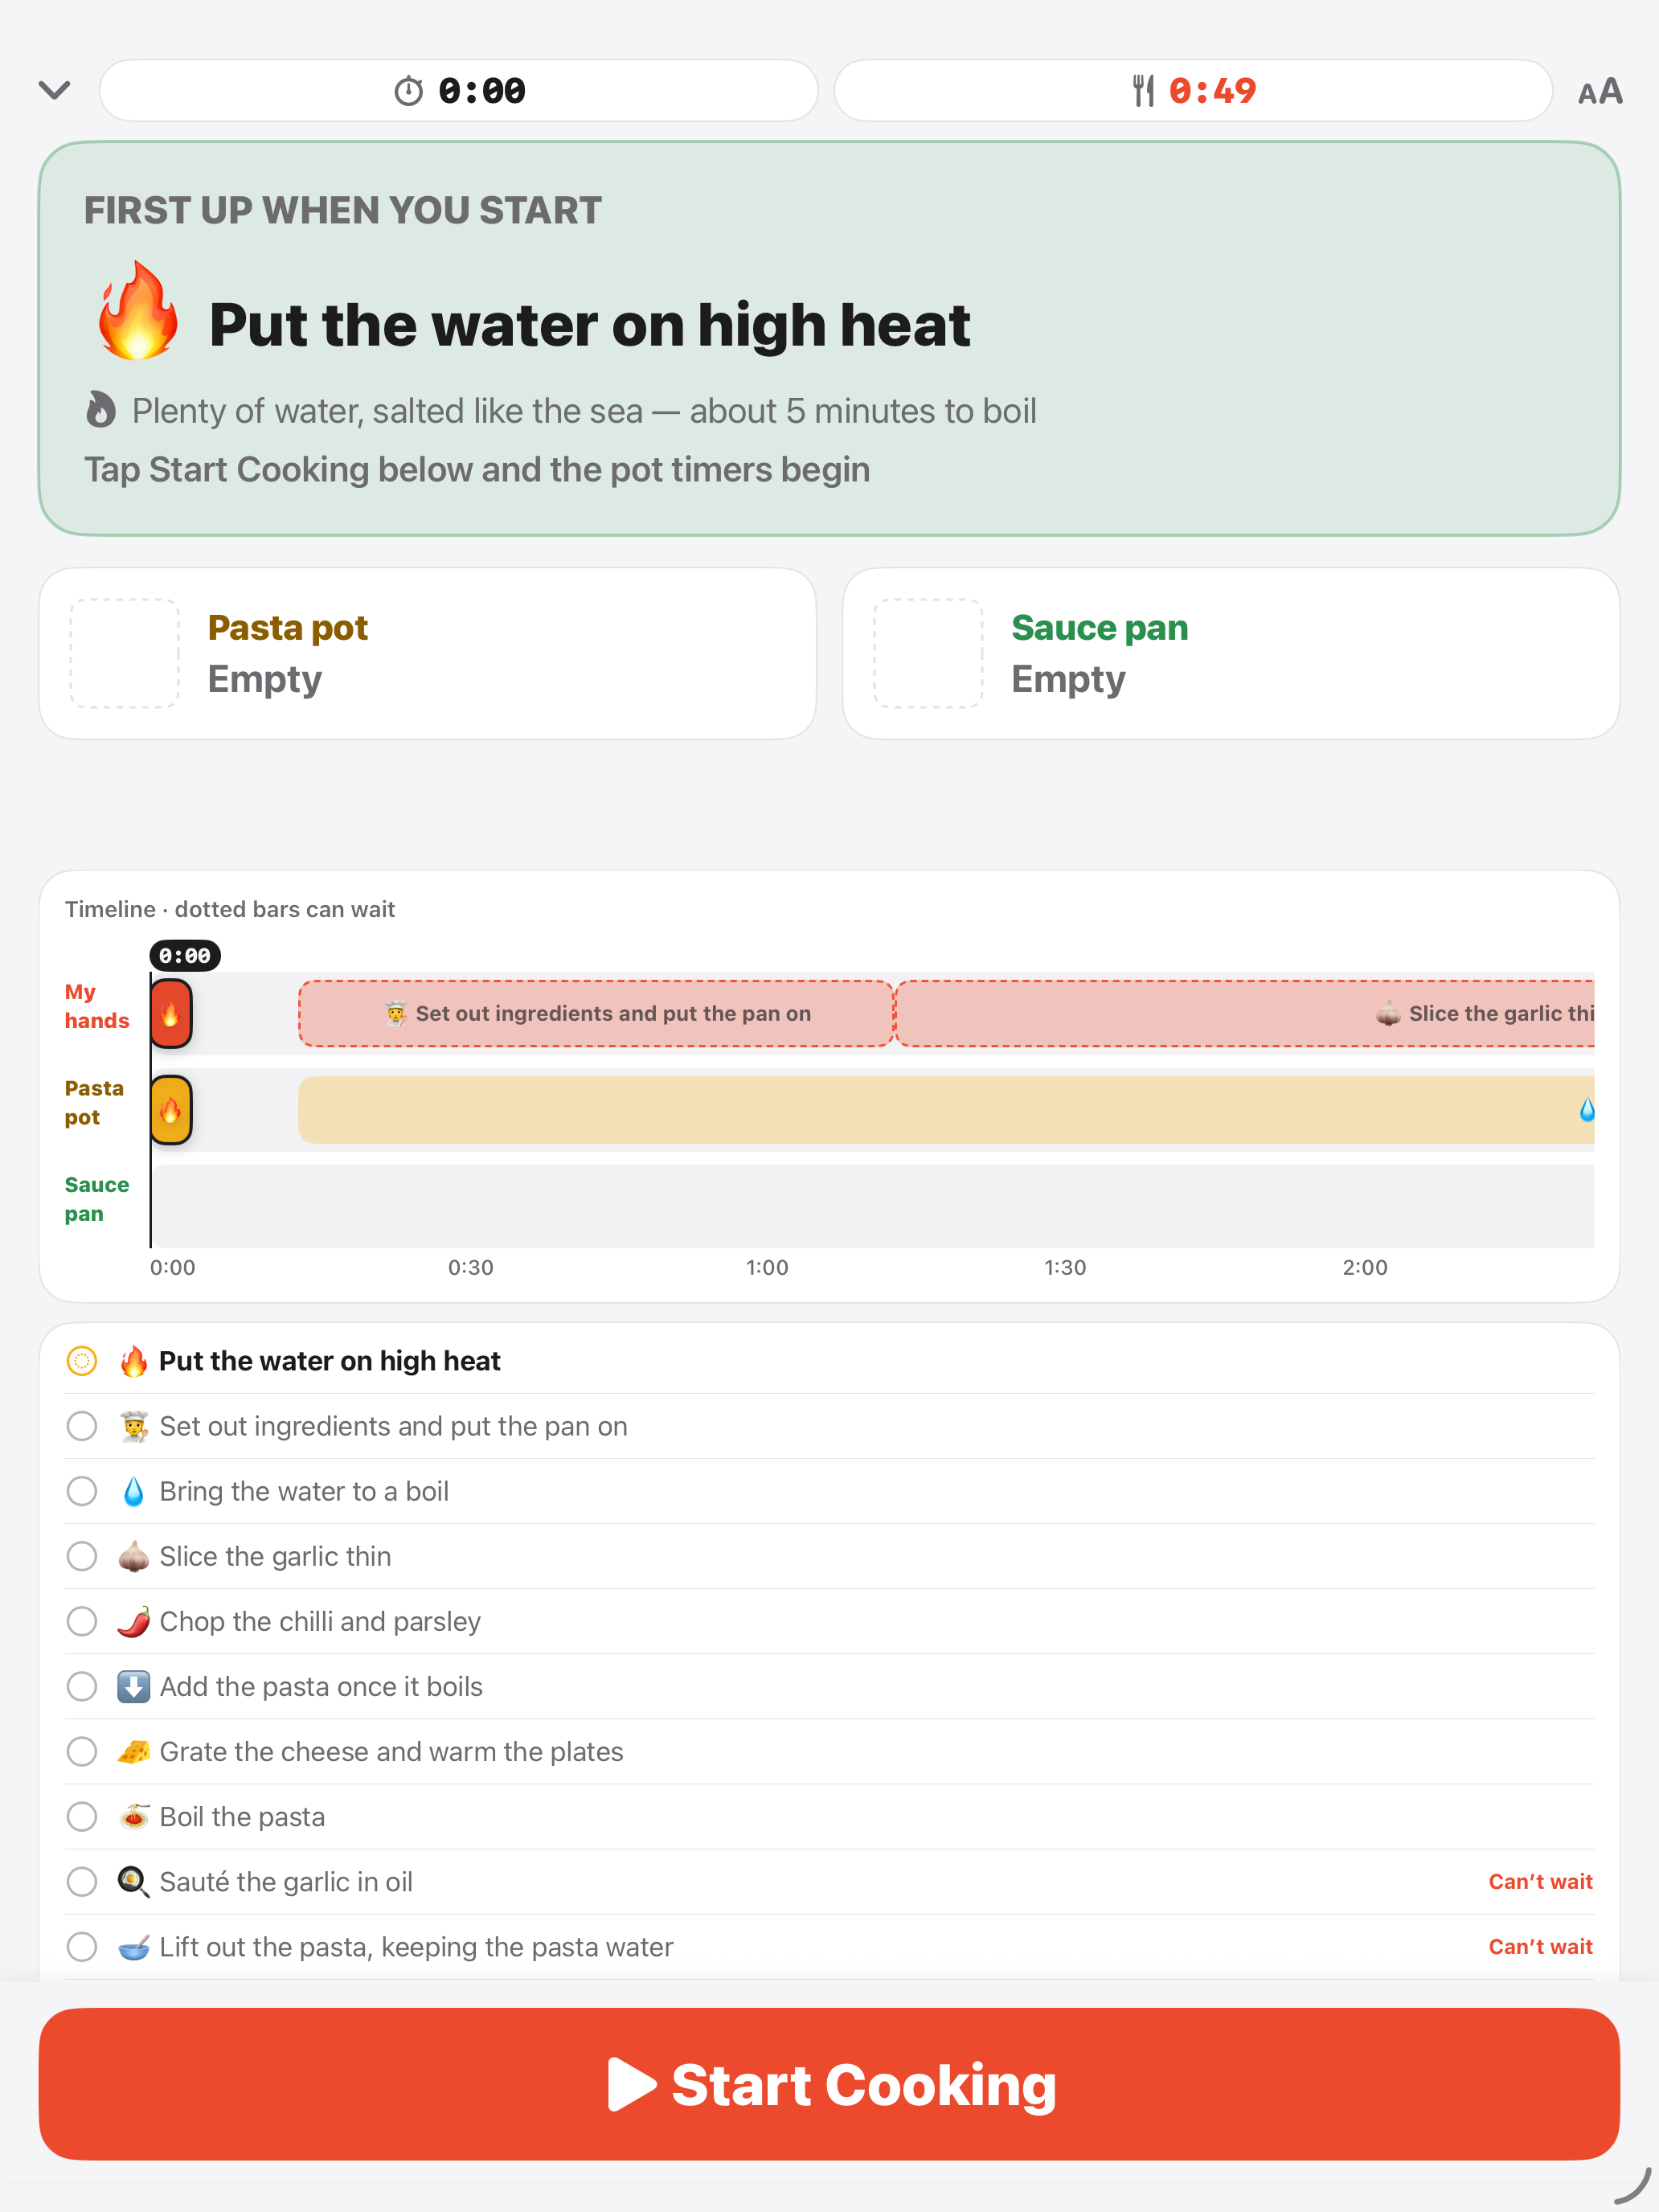 0:00
0:49
AA
FIRST UP WHEN YOU START
Put the water on high heat
Plenty of water, salted like the sea — about 5 minutes to boil
Tap Start Cooking below and the pot timers begin
Pasta pot
Empty
Sauce pan
Empty
Timeline · dotted bars can wait
0:00
My
hands
Set out ingredients and put the pan on
Slice the garlic thi
Pasta
pot
Sauce
pan
0:00
0:30
1:00
1:30
2:00
Put the water on high heat
Set out ingredients and put the pan on
Bring the water to a boil
Slice the garlic thin
Chop the chilli and parsley
Add the pasta once it boils
Grate the cheese and warm the plates
Boil the pasta
Sauté the garlic in oil
Can’t wait
Lift out the pasta, keeping the pasta water
Can’t wait
Start Cooking